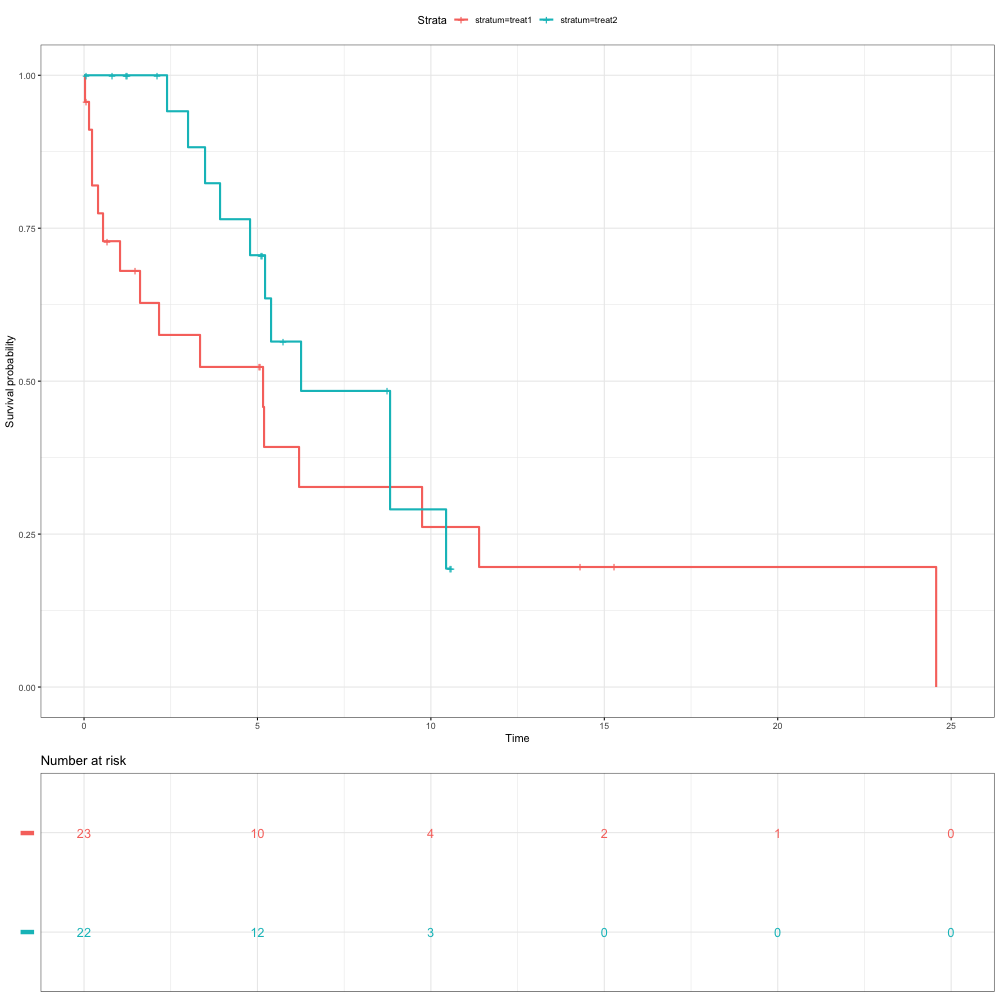 Strata stratum=treat1 stratum=treat2
1.00
0.75
0.50
0.25
0.00
Survival probability
0 5 10 15 20 25
Time
Number at risk
23 10 4 2 1 0
22 12 3 0 0 0